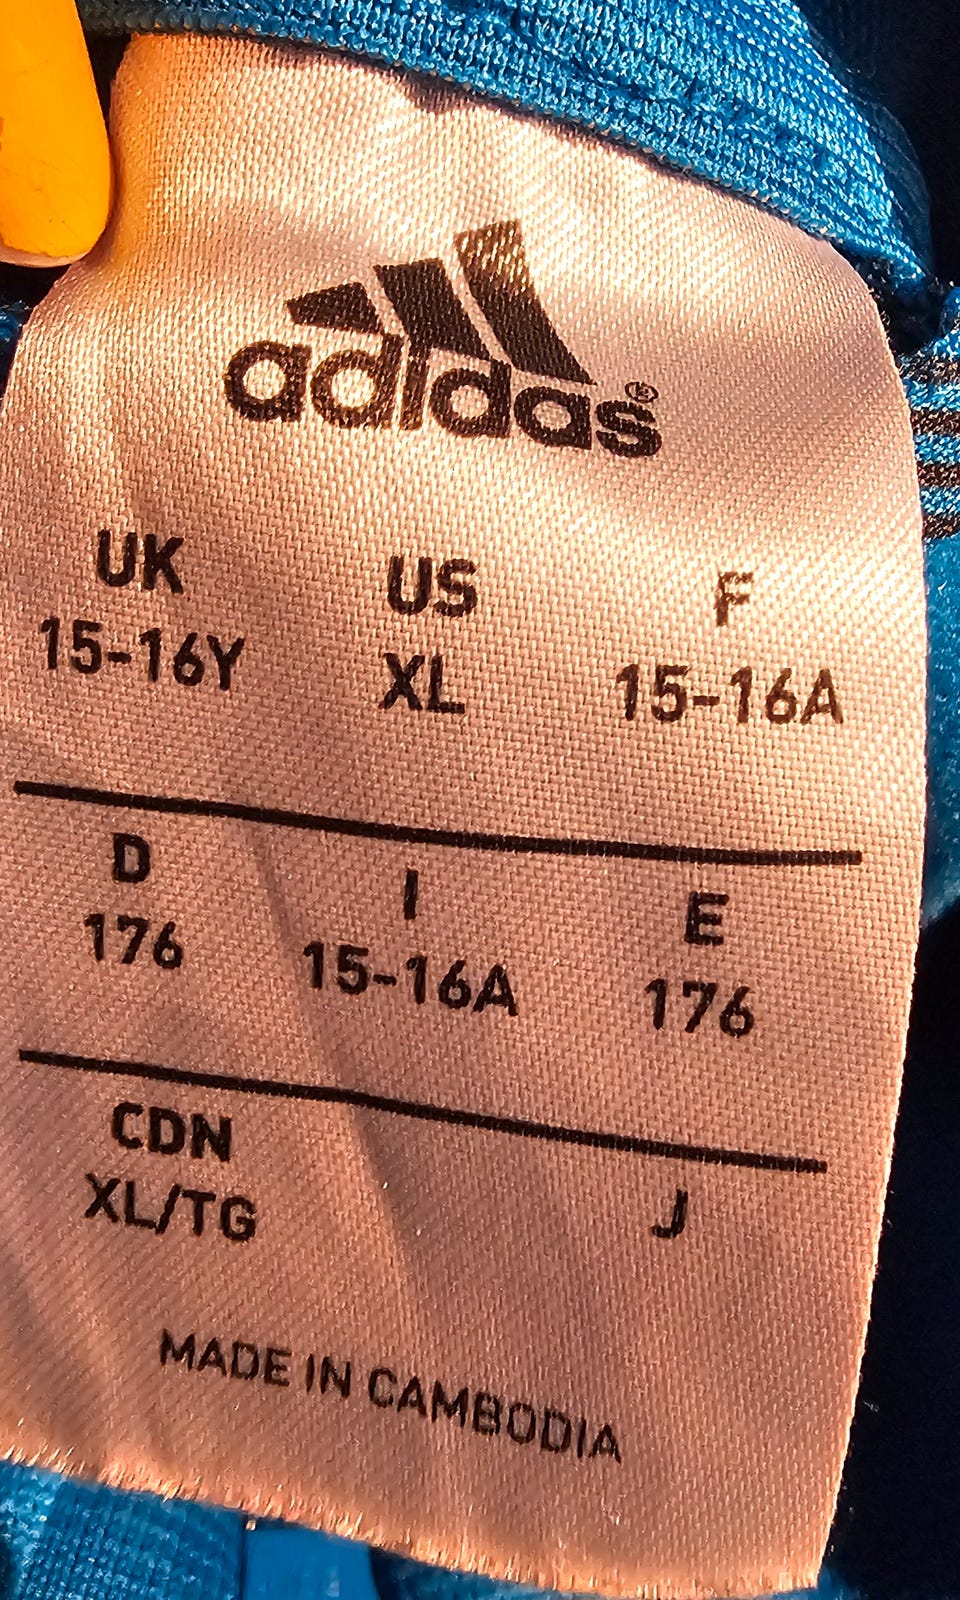 adidas®
UK US F
15-16Y XL 15-16A
D I E
176 15-16A 176
CDN J
XL/TG
MADE IN CAMBODIA